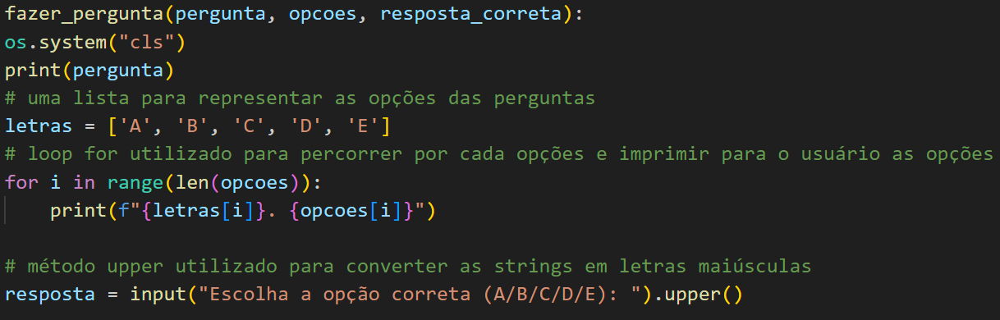 fazer_pergunta(pergunta, opcoes, resposta_correta):
os.system("cls")
print(pergunta)
# uma lista para representar as opções das perguntas
letras = ['A', 'B', 'C', 'D', 'E']
# loop for utilizado para percorrer por cada opções e imprimir para o usuário as opções
for i in range(len(opcoes)):
    print(f"{letras[i]}. {opcoes[i]}")
# método upper utilizado para converter as strings em letras maiúsculas
resposta = input("Escolha a opção correta (A/B/C/D/E): ").upper()